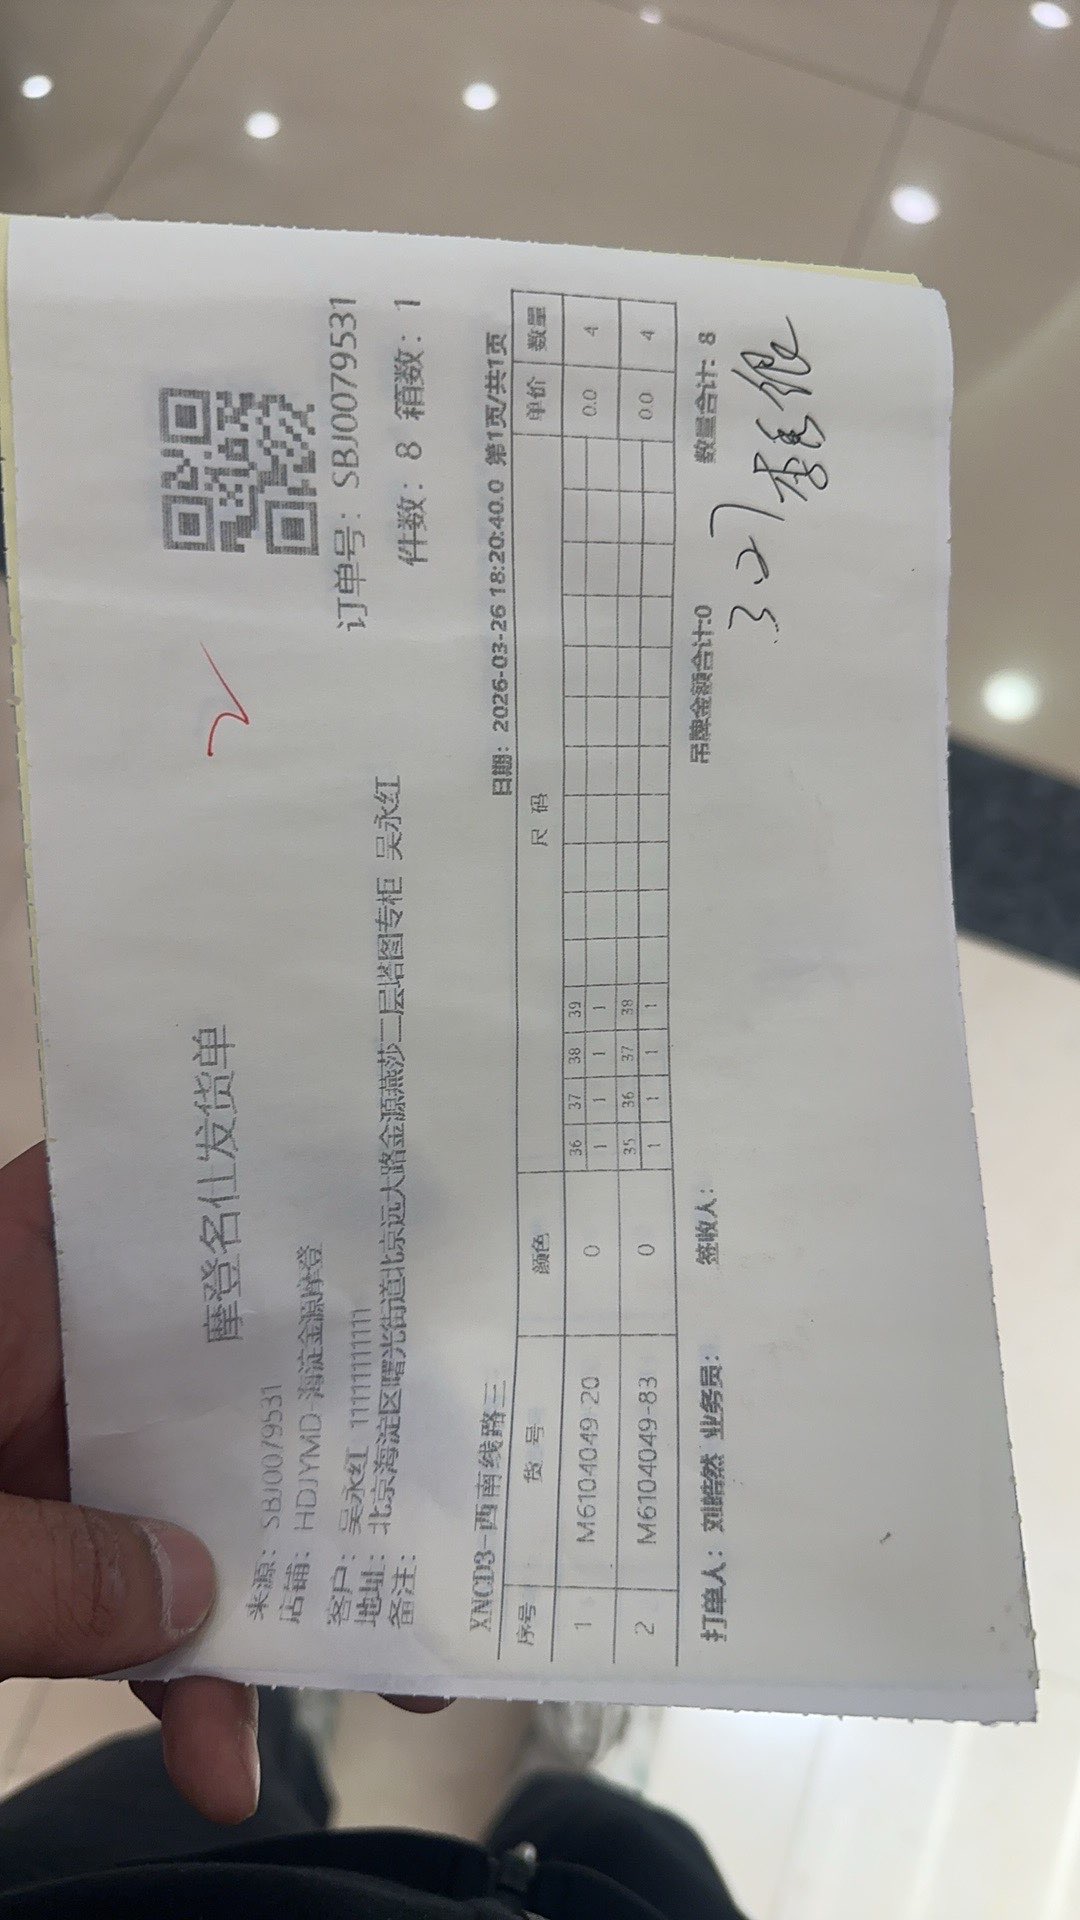 摩登名仕发货单
来源：SBJ0079531
店铺：HDJYMD-海淀金源摩登
订单号：SBJ0079531
客户：吴永红 11111111111
地址：北京海淀区曙光街道北京远大路金源燕莎二层塔图专柜 吴永红
件数：8 箱数：1
备注：
XNCD3-西南线路三 日期：2026-03-26 18:20:40.0 第1页/共1页
序号 货号 颜色 尺码 单价 数量
1 M6104049-20 0 36 37 38 39 0.0 4
1 1 1 1
2 M6104049-83 0 35 36 37 38 0.0 4
1 1 1 1
打单人：刘皓然 业务员： 签收人： 吊牌金额合计:0 数量合计: 8
3.27 李